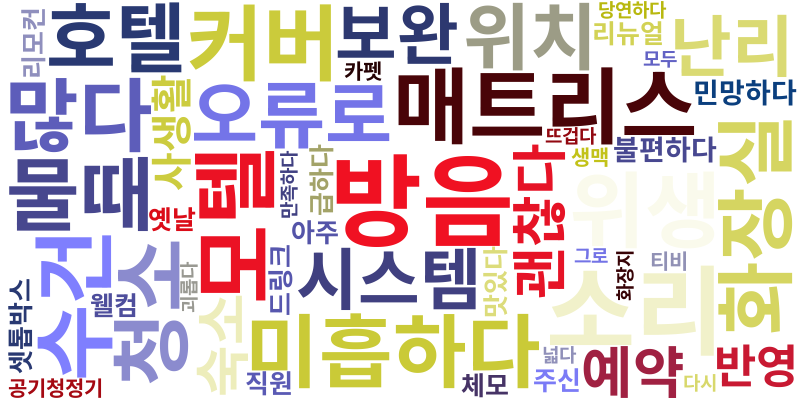 호텔
커버
보완
위치
당연하다
리뉴얼
난리
리모컨
카펫
모두
물많다
사생활
오류로
매트리스
민망하다
뜨겁다
불편하다
생맥
때
모텔
만족하다
급하다
방음
괜찮다
위생
화장실
옛날
아주
수건
청소
괴롭다
드링크
시스템
맛있다
그로
화장지
티비
소리
셋톱박스
웰컴
숙소
미흡하다
넓다
예약
반영
공기청정기
직원
체모
주신
다시